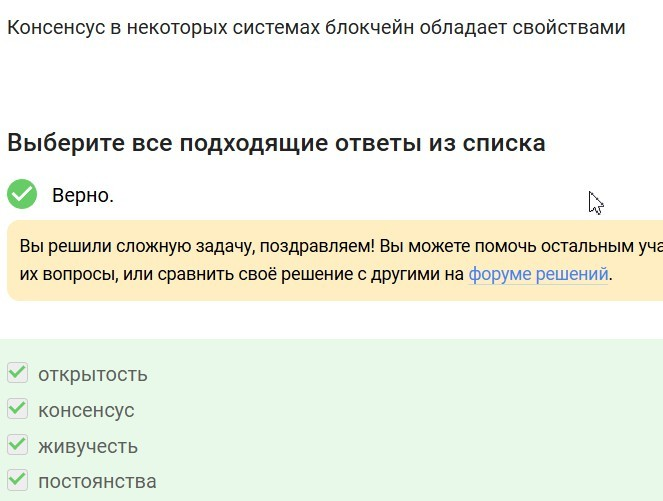 Консенсус в некоторых системах блокчейн обладает свойствами
Выберите все подходящие ответы из списка
Верно.
Вы решили сложную задачу, поздравляем! Вы можете помочь остальным уча
их вопросы, или сравнить своё решение с другими на форуме решений.
открытость
консенсус
живучесть
постоянства